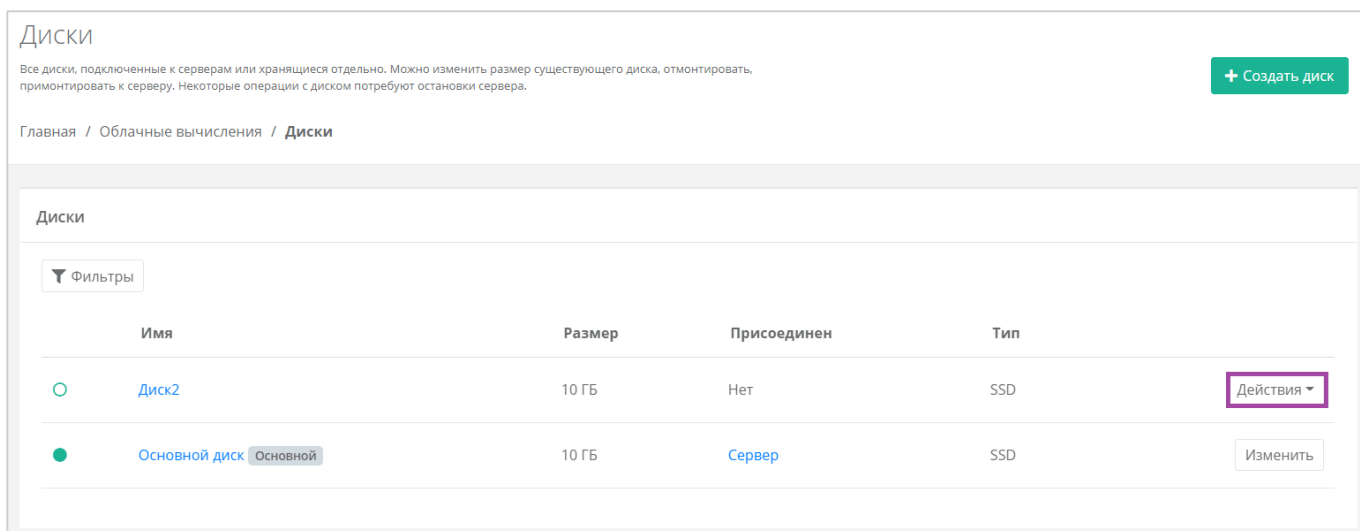 Диски
Все диски, подключенные к серверам или хранящиеся отдельно. Можно изменить размер существующего диска, отмонтировать,
примонтировать к серверу. Некоторые операции с диском потребуют остановки сервера.
+ Создать диск
Главная / Облачные вычисления / Диски
Диски
Фильтры
Имя Размер Присоединен Тип
Диск2 10 ГБ Нет SSD Действия
Основной диск Основной 10 ГБ Сервер SSD Изменить